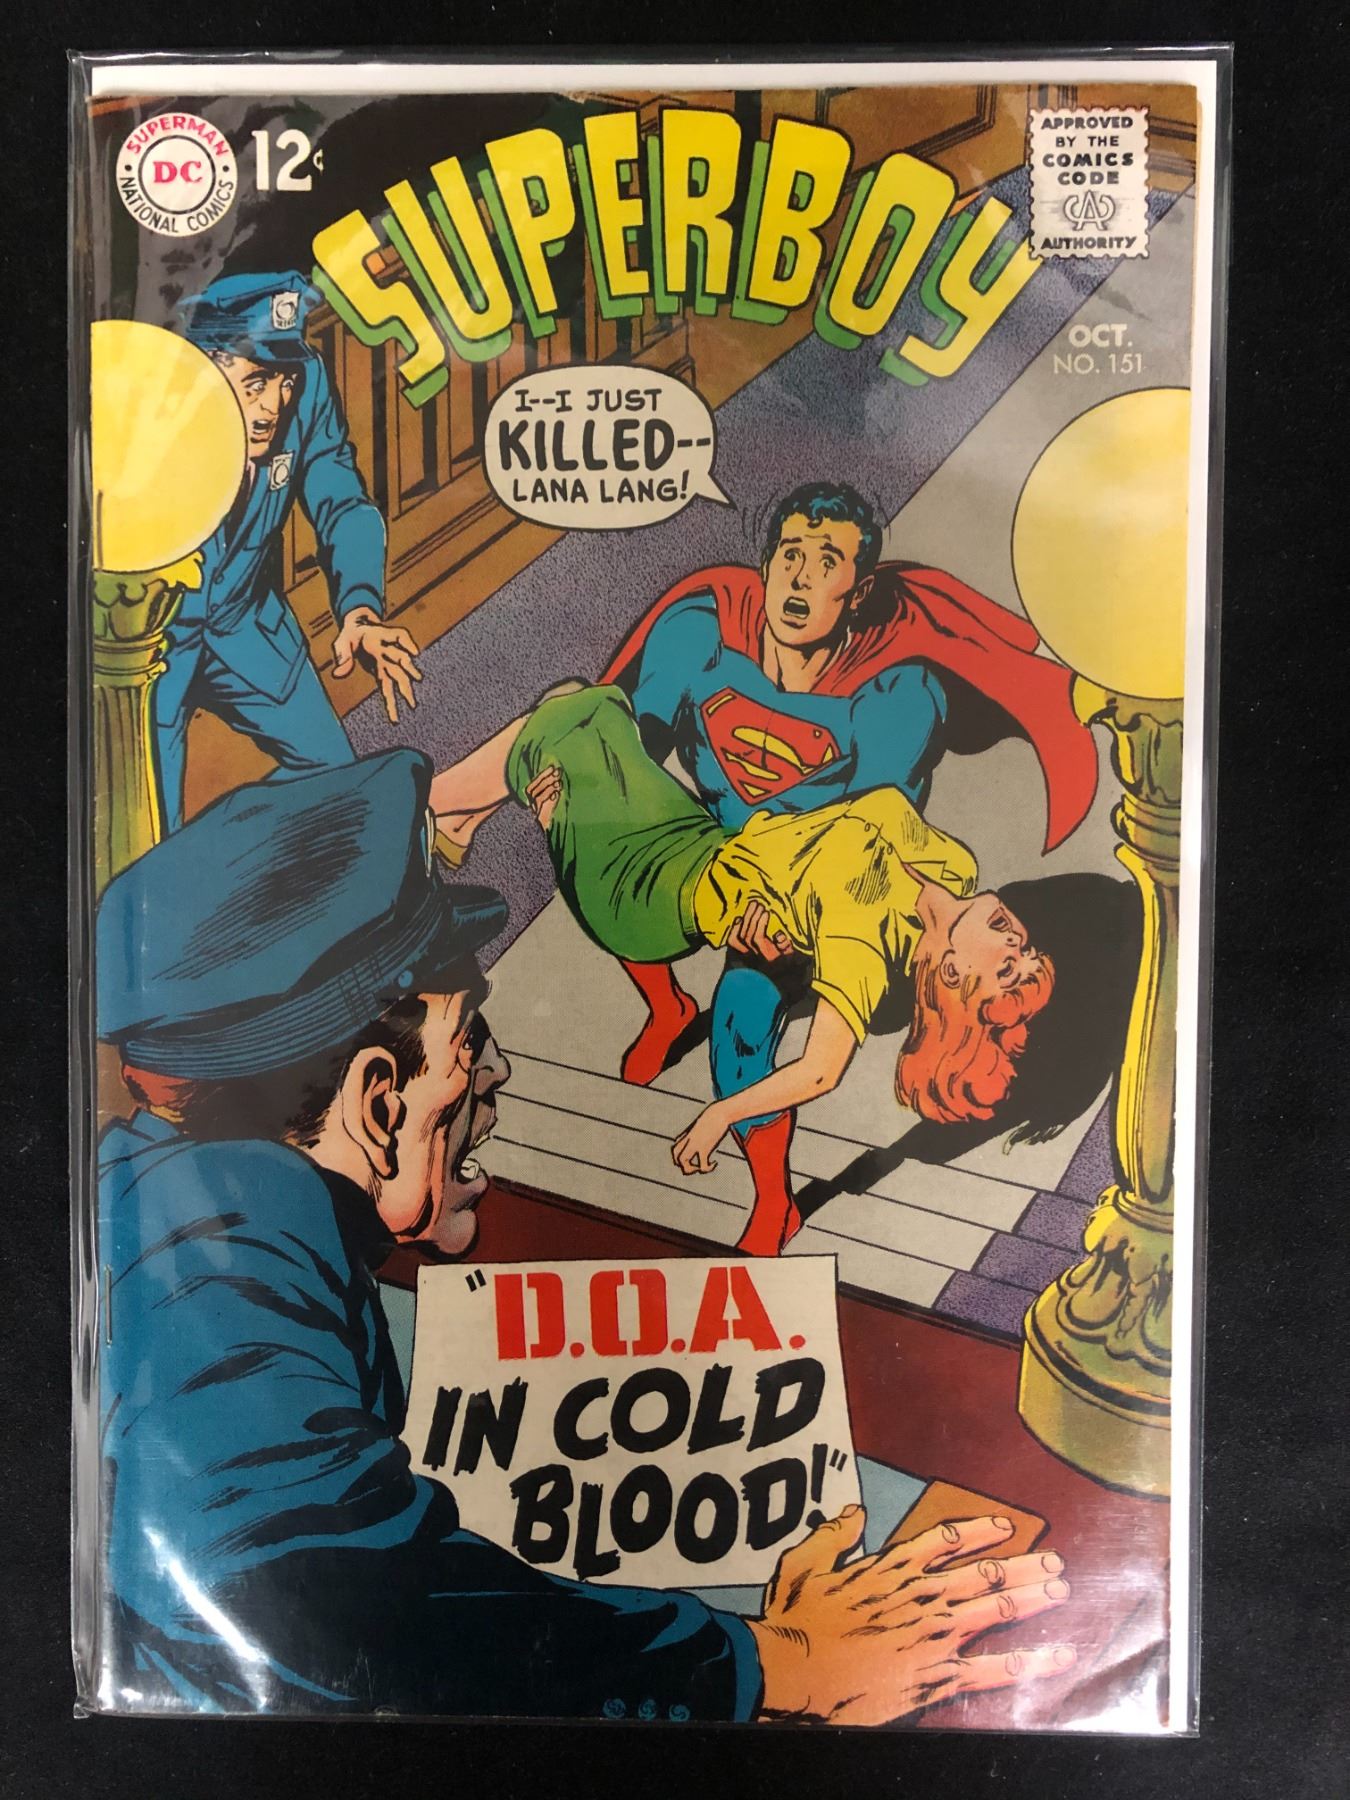 SUPERMAN
DC
NATIONAL COMICS
12¢
SUPERBOY
APPROVED
BY THE
COMICS
CODE
CA
AUTHORITY
OCT.
NO. 151
I--I JUST
KILLED--
LANA LANG!
"D.O.A.
IN COLD
BLOOD!"